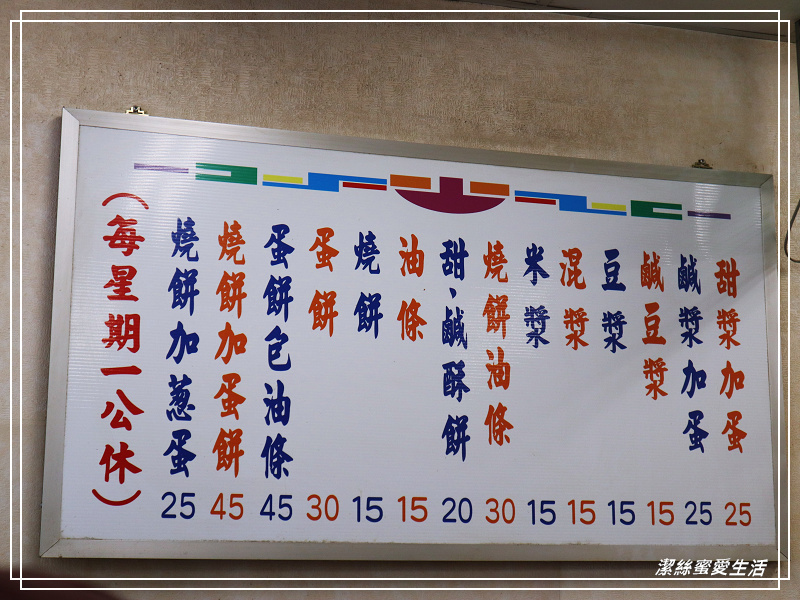 甜漿加蛋 25
鹹漿加蛋 25
鹹豆漿 15
豆漿 15
混漿 15
米漿 15
燒餅油條 30
甜、鹹酥餅 20
油條 15
燒餅 15
蛋餅 30
蛋餅包油條 45
燒餅加蛋餅 45
燒餅加蔥蛋 25
(每星期一公休)
潔絲蜜愛生活